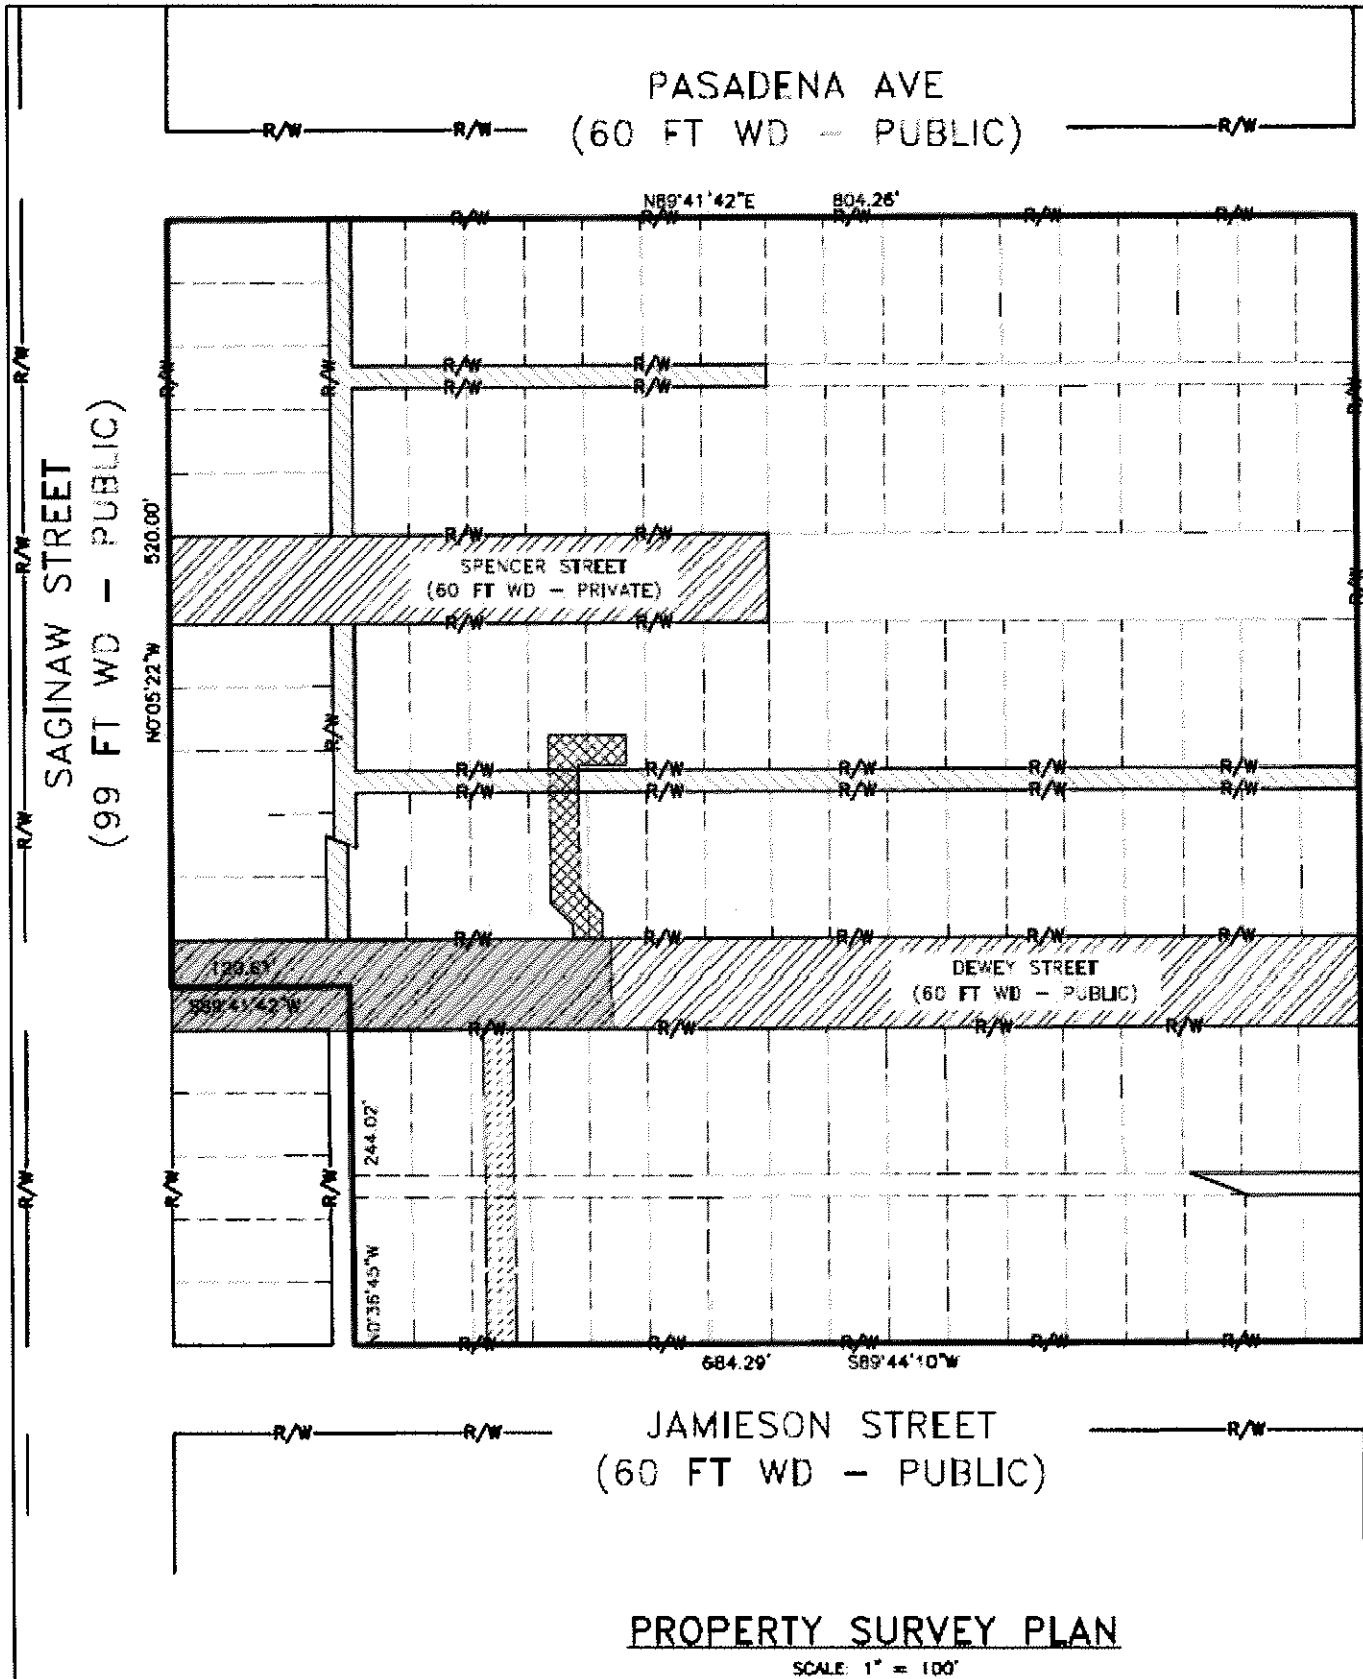 PASADENA AVE
R/W R/W (60 FT WD - PUBLIC) R/W
N89°41'42"E 804.26'
R/W R/W R/W R/W R/W
R/W R/W R/W R/W R/W
R/W R/W R/W
SAGINAW STREET
(99 FT WD - PUBLIC)
N0°05'22"W 520.00'
R/W R/W R/W
R/W R/W
SPENCER STREET
(60 FT WD - PRIVATE)
R/W
R/W R/W
R/W
R/W R/W R/W R/W R/W
R/W R/W R/W R/W R/W
R/W
R/W R/W R/W R/W R/W
120.61'
S89°41'42"W
DEWEY STREET
(60 FT WD - PUBLIC)
R/W R/W R/W R/W
N0°36'45"W 244.02'
R/W R/W R/W
R/W R/W R/W R/W R/W
684.29' S89°44'10"W
JAMIESON STREET
R/W R/W R/W
(60 FT WD - PUBLIC)
PROPERTY SURVEY PLAN
SCALE: 1" = 100'